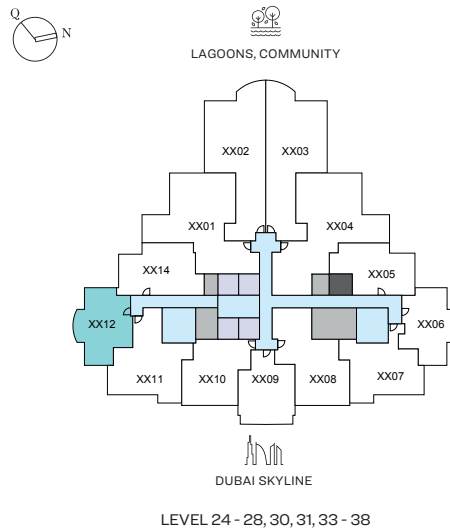 Q
N
LAGOONS, COMMUNITY
XX02 XX03
XX01 XX04
XX14 XX05
XX12 XX06
XX11 XX10 XX09 XX08 XX07
DUBAI SKYLINE
LEVEL 24 - 28, 30, 31, 33 - 38